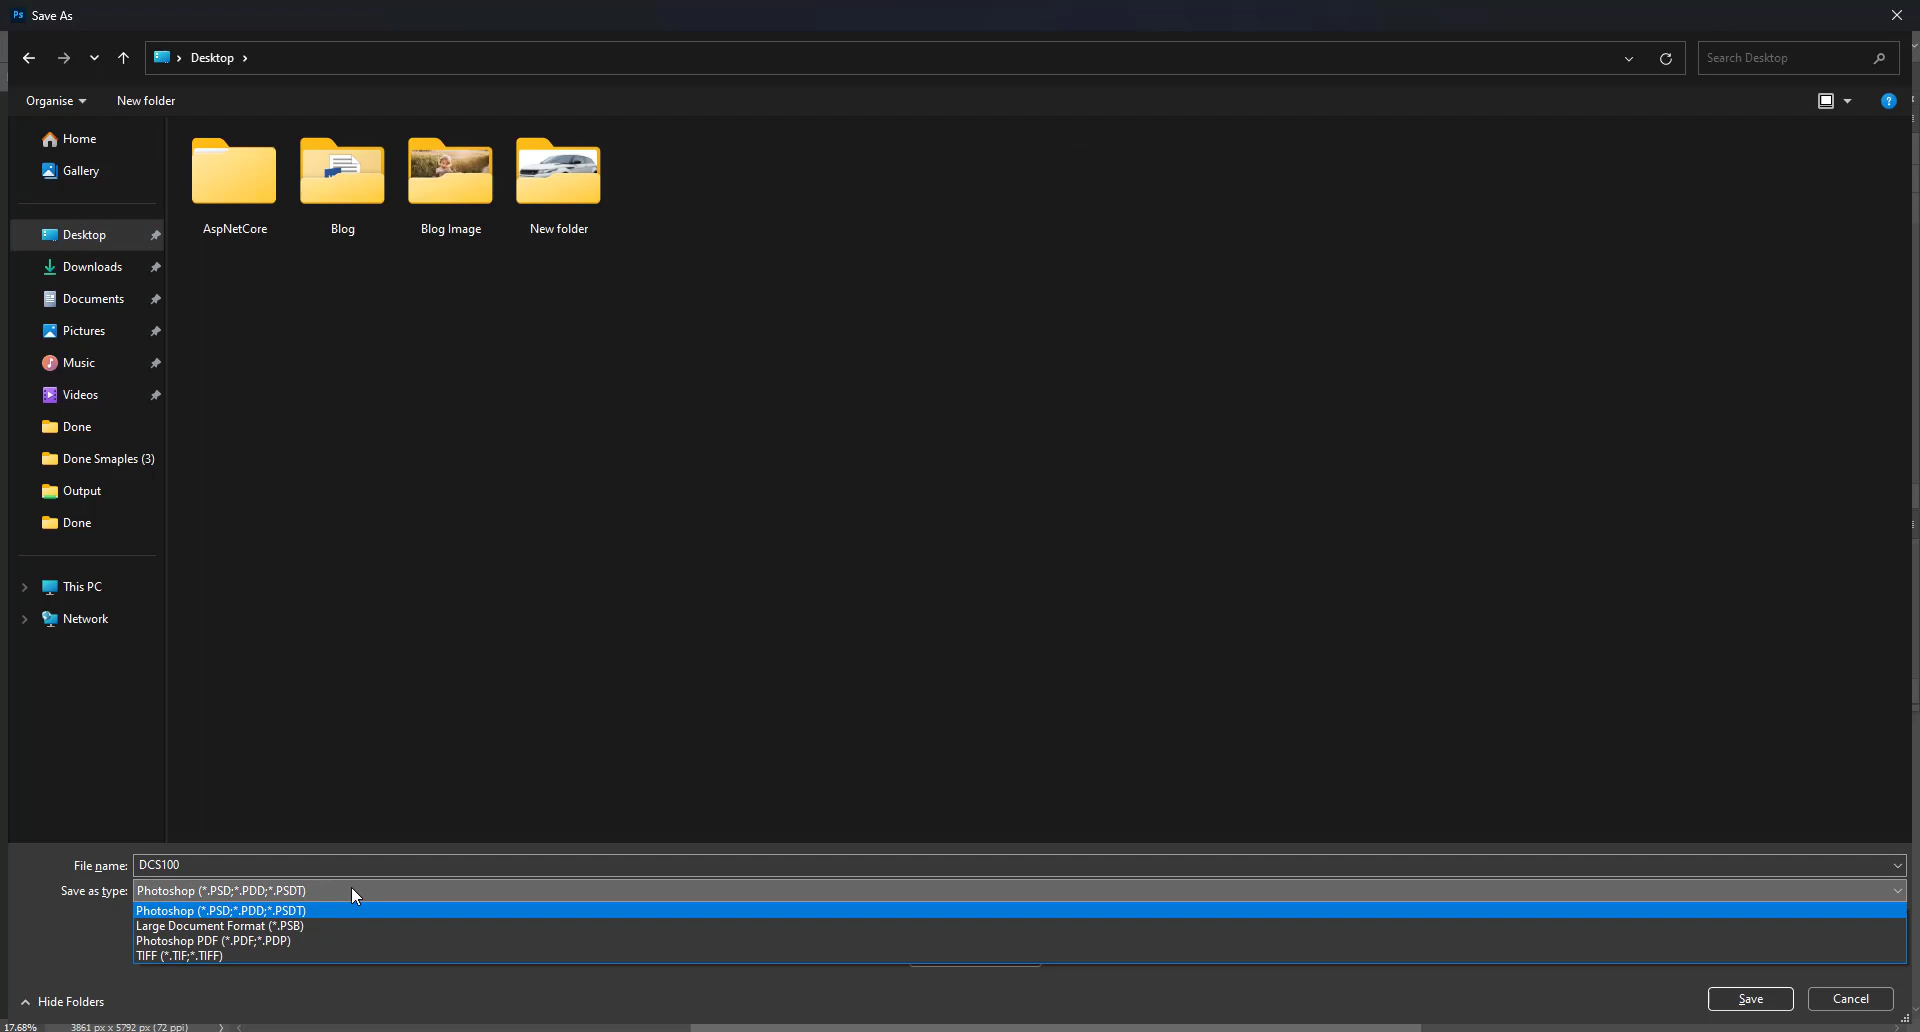 Ps Save As
Desktop
Search Desktop
Organise New folder
Home
Gallery
Desktop
Downloads
Documents
Pictures
Music
Videos
Done
Done Smaples (3)
Output
Done
This PC
Network
AspNetCore Blog Blog Image New folder
File name: DCS100
Save as type: Photoshop (*.PSD;*.PDD;*.PSDT)
Photoshop (*.PSD;*.PDD;*.PSDT)
Large Document Format (*.PSB)
Photoshop PDF (*.PDF;*.PDP)
TIFF (*.TIF;*.TIFF)
Hide Folders
Save Cancel
17.68% 3861 px x 5792 px (72 ppi)